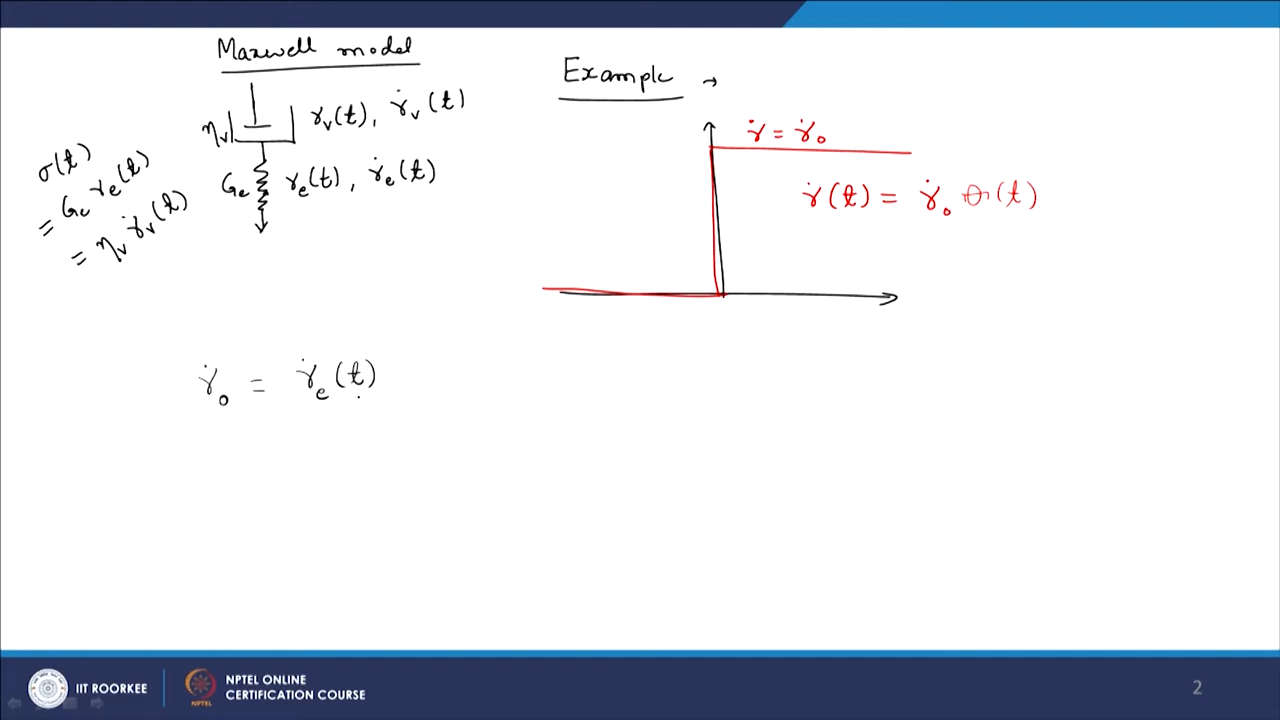 Maxwell model
η_v γ_v(t), γ̇_v(t)
G_e γ_e(t), γ̇_e(t)
σ(t)
= G_e γ_e(t)
= η_v γ̇_v(t)
Example →
γ̇ = γ̇_0
γ̇(t) = γ̇_0 Θ(t)
γ̇_0 = γ̇_e(t)
IIT ROORKEE
NPTEL ONLINE
CERTIFICATION COURSE
NPTEL
2